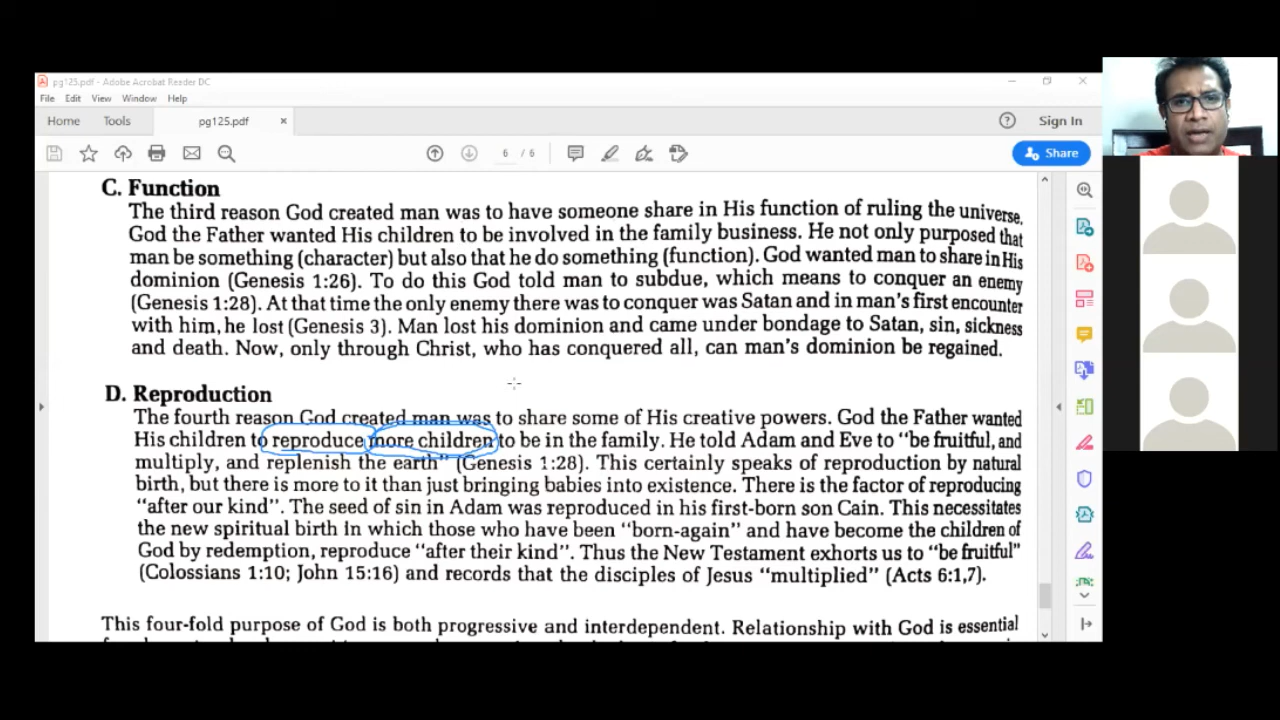 pg125.pdf - Adobe Acrobat Reader DC
File Edit View Window Help
Home Tools pg125.pdf × Sign In
6 / 6 Share
C. Function
The third reason God created man was to have someone share in His function of ruling the universe.
God the Father wanted His children to be involved in the family business. He not only purposed that
man be something (character) but also that he do something (function). God wanted man to share in His
dominion (Genesis 1:26). To do this God told man to subdue, which means to conquer an enemy
(Genesis 1:28). At that time the only enemy there was to conquer was Satan and in man's first encounter
with him, he lost (Genesis 3). Man lost his dominion and came under bondage to Satan, sin, sickness
and death. Now, only through Christ, who has conquered all, can man's dominion be regained.
D. Reproduction
The fourth reason God created man was to share some of His creative powers. God the Father wanted
His children to reproduce more children to be in the family. He told Adam and Eve to "be fruitful, and
multiply, and replenish the earth" (Genesis 1:28). This certainly speaks of reproduction by natural
birth, but there is more to it than just bringing babies into existence. There is the factor of reproducing
"after our kind". The seed of sin in Adam was reproduced in his first-born son Cain. This necessitates
the new spiritual birth in which those who have been "born-again" and have become the children of
God by redemption, reproduce "after their kind". Thus the New Testament exhorts us to "be fruitful"
(Colossians 1:10; John 15:16) and records that the disciples of Jesus "multiplied" (Acts 6:1,7).
This four-fold purpose of God is both progressive and interdependent. Relationship with God is essential